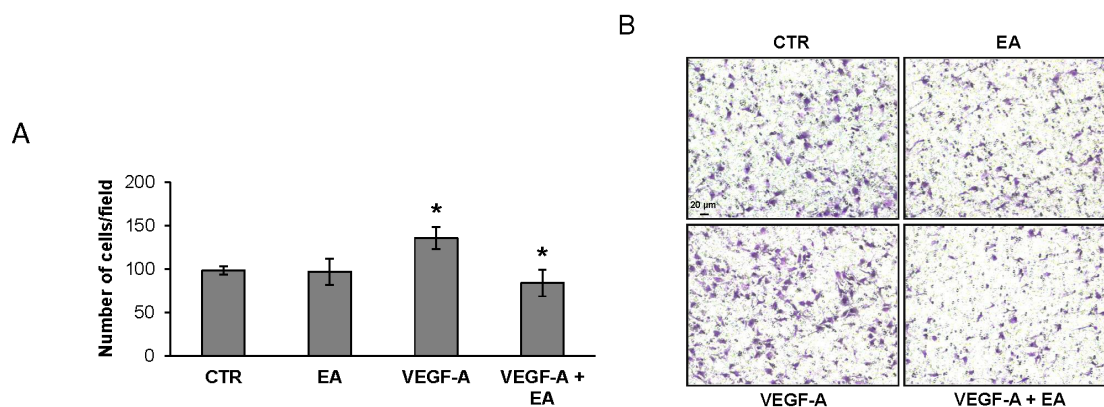 A
Number of cells/field
200
150
100
50
0
*
*
CTR
EA
VEGF-A
VEGF-A +
EA
B
CTR
EA
20 µm
VEGF-A
VEGF-A + EA